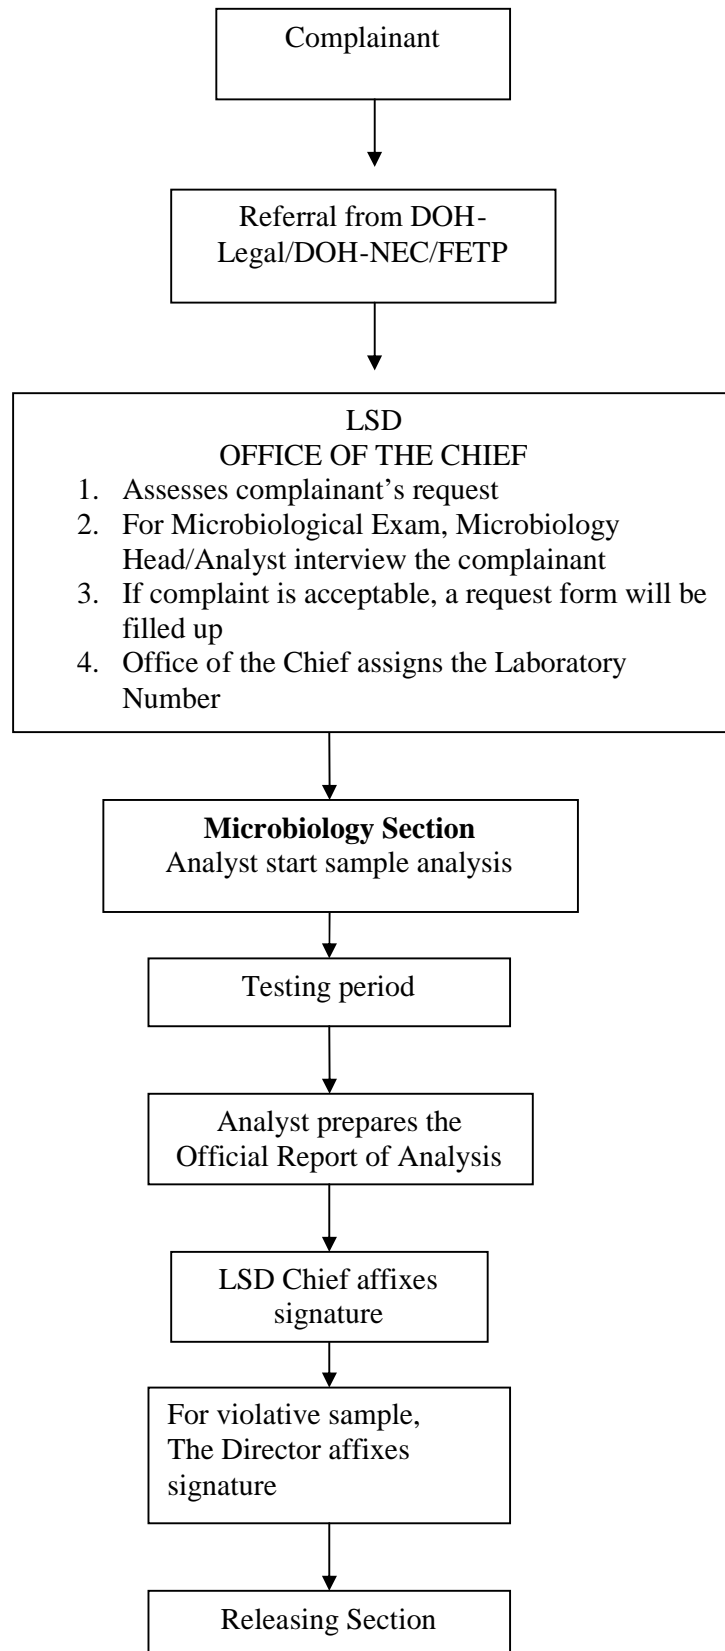 Complainant
Referral from DOH-
Legal/DOH-NEC/FETP
LSD
OFFICE OF THE CHIEF
1. Assesses complainant’s request
2. For Microbiological Exam, Microbiology
Head/Analyst interview the complainant
3. If complaint is acceptable, a request form will be
filled up
4. Office of the Chief assigns the Laboratory
Number
Microbiology Section
Analyst start sample analysis
Testing period
Analyst prepares the
Official Report of Analysis
LSD Chief affixes
signature
For violative sample,
The Director affixes
signature
Releasing Section